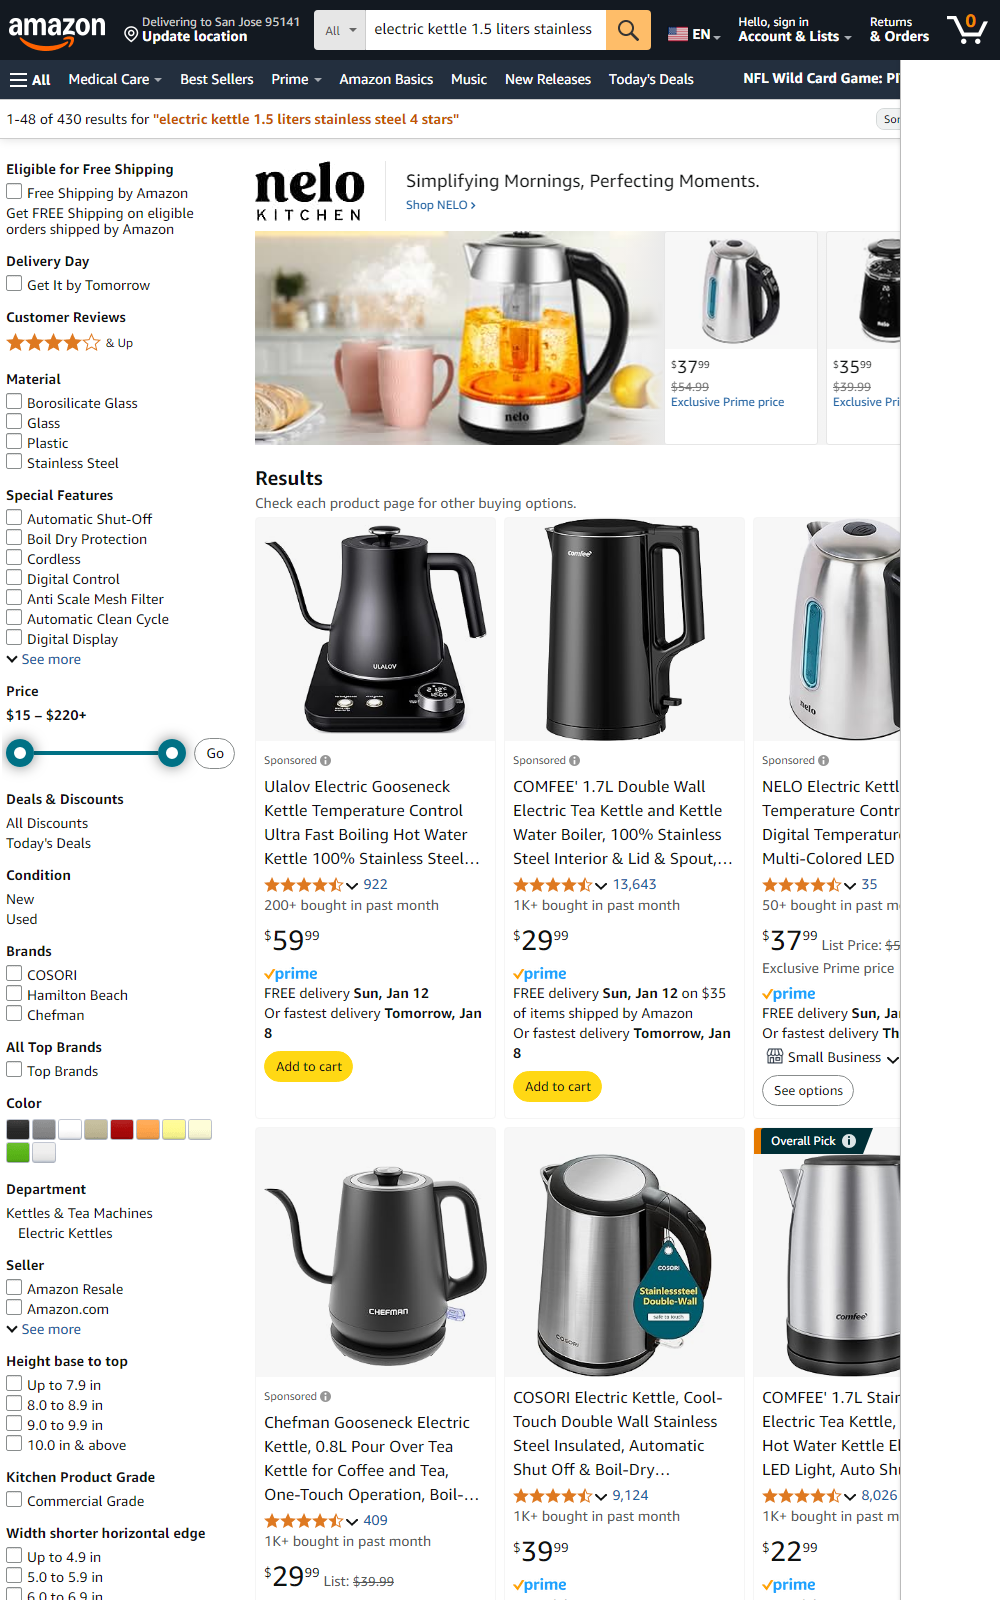 amazon
Delivering to San Jose 95141
Update location
All
electric kettle 1.5 liters stainless
EN
Hello, sign in
Account & Lists
Returns
& Orders
0
All
Medical Care
Best Sellers
Prime
Amazon Basics
Music
New Releases
Today's Deals
NFL Wild Card Game:
1-48 of 430 results for "electric kettle 1.5 liters stainless steel 4 stars"
Eligible for Free Shipping
Free Shipping by Amazon
Get FREE Shipping on eligible
orders shipped by Amazon
Delivery Day
Get It by Tomorrow
Customer Reviews
& Up
Material
Borosilicate Glass
Glass
Plastic
Stainless Steel
Special Features
Automatic Shut-Off
Boil Dry Protection
Cordless
Digital Control
Anti Scale Mesh Filter
Automatic Clean Cycle
Digital Display
See more
Price
$15 – $220+
Go
Deals & Discounts
All Discounts
Today's Deals
Condition
New
Used
Brands
COSORI
Hamilton Beach
Chefman
All Top Brands
Top Brands
Color
Department
Kettles & Tea Machines
Electric Kettles
Seller
Amazon Resale
Amazon.com
See more
Height base to top
Up to 7.9 in
8.0 to 8.9 in
9.0 to 9.9 in
10.0 in & above
Kitchen Product Grade
Commercial Grade
Width shorter horizontal edge
Up to 4.9 in
5.0 to 5.9 in
6.0 to 6.9 in
nelo
KITCHEN
Simplifying Mornings, Perfecting Moments.
Shop NELO ›
nelo
$37.99
$54.99
Exclusive Prime price
nelo
$35.99
$39.99
Exclusive Pri
Results
Check each product page for other buying options.
ULALOV
Sponsored
Ulalov Electric Gooseneck
Kettle Temperature Control
Ultra Fast Boiling Hot Water
Kettle 100% Stainless Steel…
922
200+ bought in past month
$59.99
prime
FREE delivery Sun, Jan 12
Or fastest delivery Tomorrow, Jan
8
Add to cart
comfee'
Sponsored
COMFEE' 1.7L Double Wall
Electric Tea Kettle and Kettle
Water Boiler, 100% Stainless
Steel Interior & Lid & Spout,…
13,643
1K+ bought in past month
$29.99
prime
FREE delivery Sun, Jan 12 on $35
of items shipped by Amazon
Or fastest delivery Tomorrow, Jan
8
Add to cart
nelo
Sponsored
NELO Electric Kettl
Temperature Contr
Digital Temperature
Multi-Colored LED
35
50+ bought in past m
$37.99 List Price: $5
Exclusive Prime price
prime
FREE delivery Sun, Ja
Or fastest delivery Th
Small Business
See options
CHEFMAN
Sponsored
Chefman Gooseneck Electric
Kettle, 0.8L Pour Over Tea
Kettle for Coffee and Tea,
One-Touch Operation, Boil-…
409
1K+ bought in past month
$29.99 List: $39.99
COSORI
Stainlesssteel
Double-Wall
safe to touch
COSORI
COSORI Electric Kettle, Cool-
Touch Double Wall Stainless
Steel Insulated, Automatic
Shut Off & Boil-Dry…
9,124
1K+ bought in past month
$39.99
prime
Overall Pick
comfee'
COMFEE' 1.7L Stain
Electric Tea Kettle,
Hot Water Kettle El
LED Light, Auto Shu
8,026
1K+ bought in past m
$22.99
prime